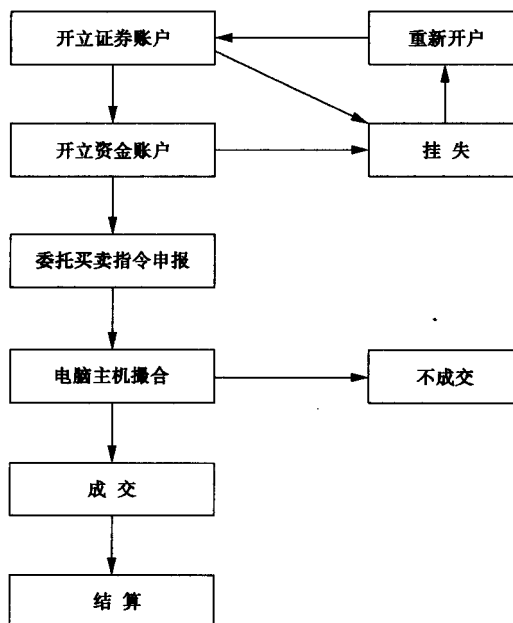 开立证券账户
重新开户
开立资金账户
挂失
委托买卖指令申报
电脑主机撮合
不成交
成交
结算